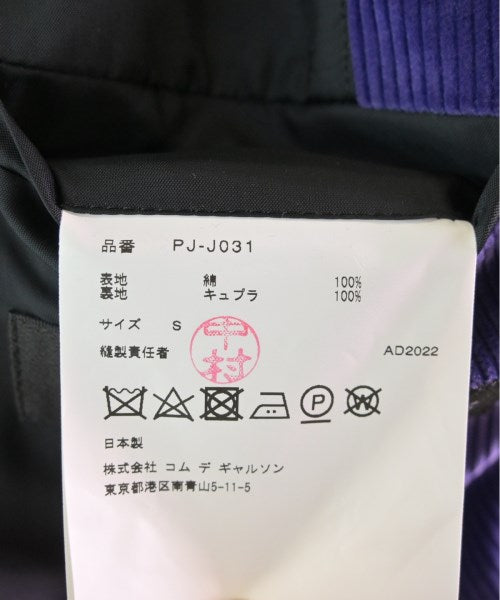 品番 PJ-J031
表地 綿 100%
裏地 キュプラ 100%
サイズ S
中村
縫製責任者 AD2022
P W
日本製
株式会社 コム デ ギャルソン
東京都港区南青山5-11-5